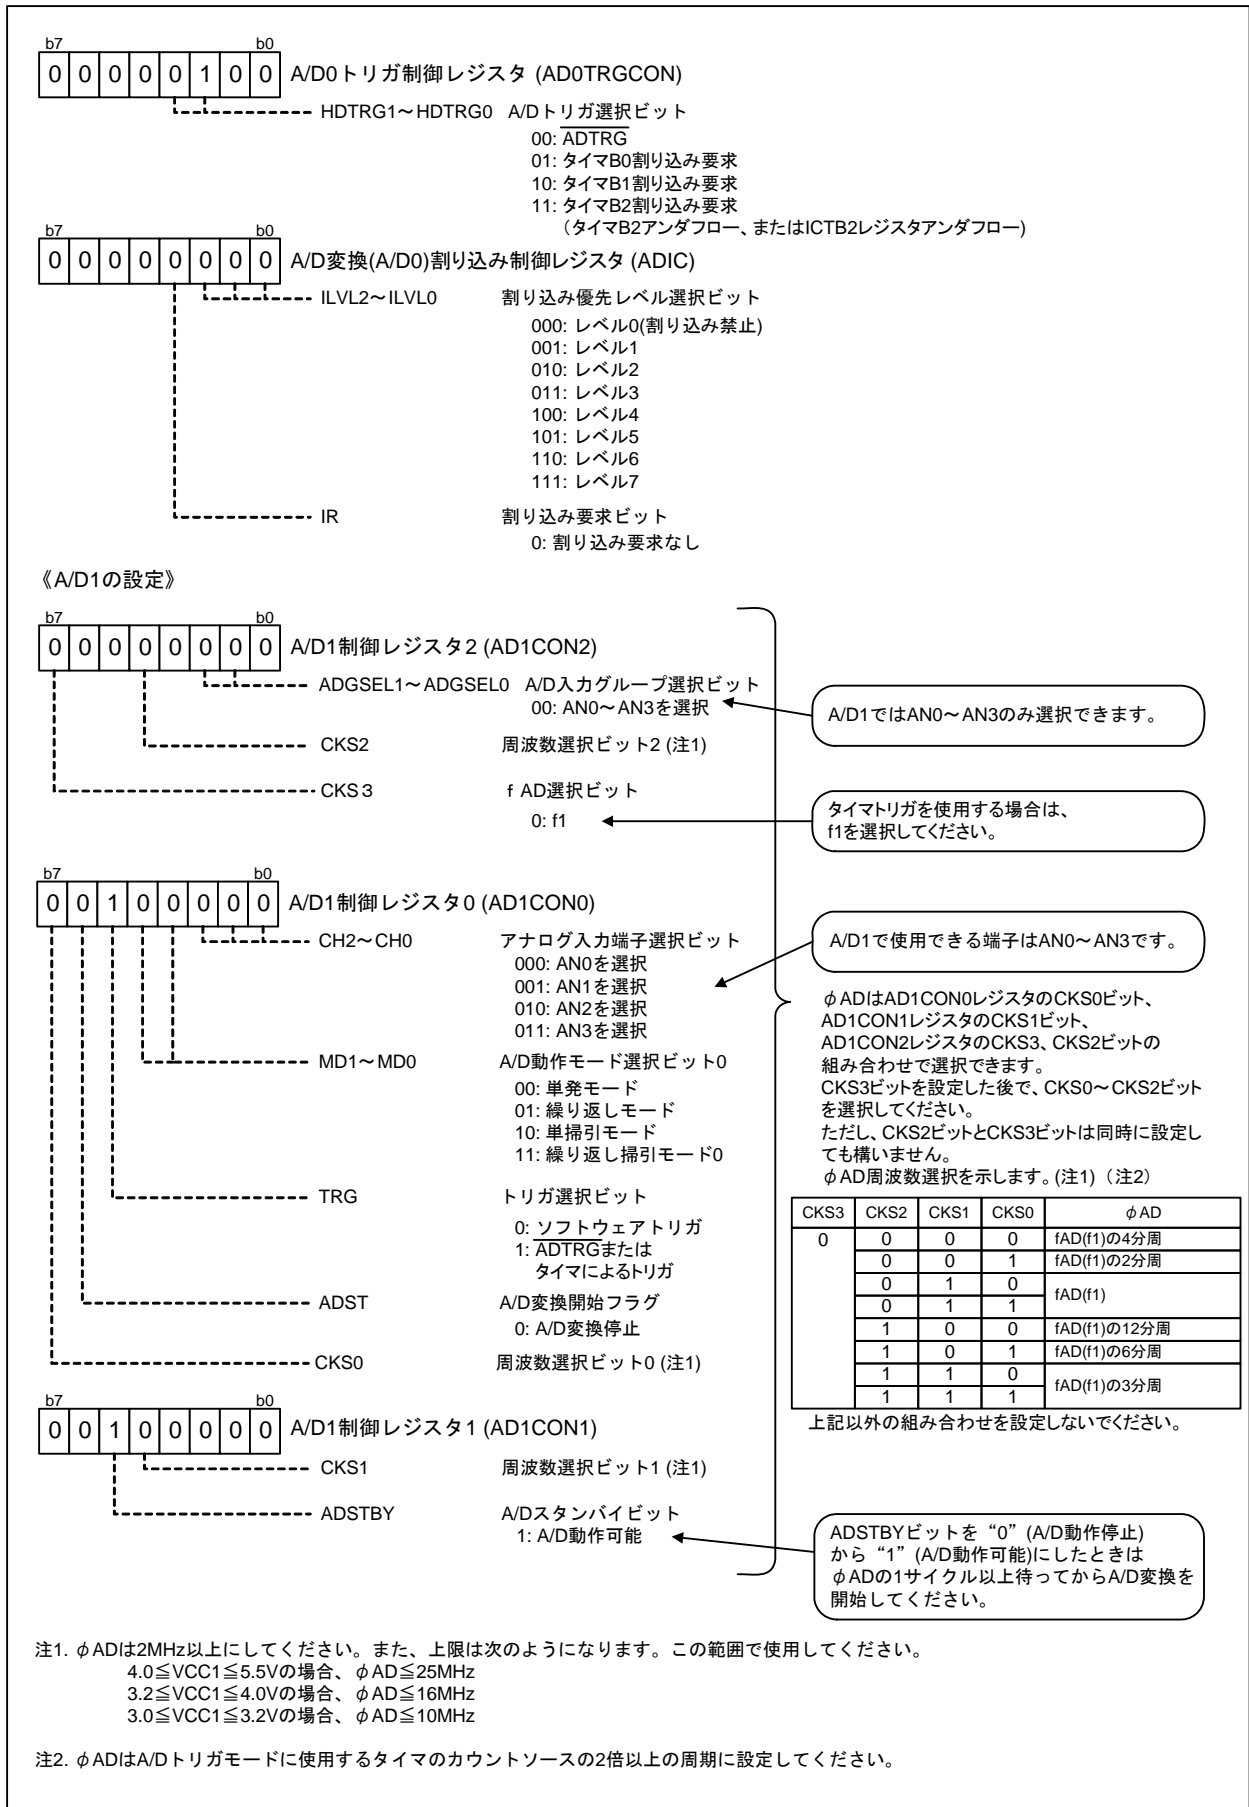 b7 b0
0 0 0 0 0 1 0 0 A/D0トリガ制御レジスタ (AD0TRGCON)
HDTRG1～HDTRG0 A/Dトリガ選択ビット
00: ADTRG
01: タイマB0割り込み要求
10: タイマB1割り込み要求
11: タイマB2割り込み要求
（タイマB2アンダフロー、またはICTB2レジスタアンダフロー)
b7 b0
0 0 0 0 0 0 0 0 A/D変換(A/D0)割り込み制御レジスタ (ADIC)
ILVL2～ILVL0 割り込み優先レベル選択ビット
000: レベル0(割り込み禁止)
001: レベル1
010: レベル2
011: レベル3
100: レベル4
101: レベル5
110: レベル6
111: レベル7
IR 割り込み要求ビット
0: 割り込み要求なし
《A/D1の設定》
b7 b0
0 0 0 0 0 0 0 0 A/D1制御レジスタ2 (AD1CON2)
ADGSEL1～ADGSEL0 A/D入力グループ選択ビット
00: AN0～AN3を選択
A/D1ではAN0～AN3のみ選択できます。
CKS2 周波数選択ビット2 (注1)
CKS3 f AD選択ビット
0: f1
タイマトリガを使用する場合は、
f1を選択してください。
b7 b0
0 0 1 0 0 0 0 0 A/D1制御レジスタ0 (AD1CON0)
CH2～CH0 アナログ入力端子選択ビット
000: AN0を選択
001: AN1を選択
010: AN2を選択
011: AN3を選択
A/D1で使用できる端子はAN0～AN3です。
MD1～MD0 A/D動作モード選択ビット0
00: 単発モード
01: 繰り返しモード
10: 単掃引モード
11: 繰り返し掃引モード0
TRG トリガ選択ビット
0: ソフトウェアトリガ
1: ADTRGまたは
タイマによるトリガ
ADST A/D変換開始フラグ
0: A/D変換停止
CKS0 周波数選択ビット0 (注1)
b7 b0
0 0 1 0 0 0 0 0 A/D1制御レジスタ1 (AD1CON1)
CKS1 周波数選択ビット1 (注1)
ADSTBY A/Dスタンバイビット
1: A/D動作可能
φADはAD1CON0レジスタのCKS0ビット、
AD1CON1レジスタのCKS1ビット、
AD1CON2レジスタのCKS3、CKS2ビットの
組み合わせで選択できます。
CKS3ビットを設定した後で、CKS0～CKS2ビット
を選択してください。
ただし、CKS2ビットとCKS3ビットは同時に設定し
ても構いません。
φAD周波数選択を示します。(注1)（注2）
CKS3 CKS2 CKS1 CKS0 φAD
0 0 0 0 fAD(f1)の4分周
0 0 1 fAD(f1)の2分周
0 1 0 fAD(f1)
0 1 1
1 0 0 fAD(f1)の12分周
1 0 1 fAD(f1)の6分周
1 1 0 fAD(f1)の3分周
1 1 1
上記以外の組み合わせを設定しないでください。
ADSTBYビットを“0”(A/D動作停止)
から“1”(A/D動作可能)にしたときは
φADの1サイクル以上待ってからA/D変換を
開始してください。
注1. φADは2MHz以上にしてください。また、上限は次のようになります。この範囲で使用してください。
4.0≦VCC1≦5.5Vの場合、φAD≦25MHz
3.2≦VCC1≦4.0Vの場合、φAD≦16MHz
3.0≦VCC1≦3.2Vの場合、φAD≦10MHz
注2. φADはA/Dトリガモードに使用するタイマのカウントソースの2倍以上の周期に設定してください。